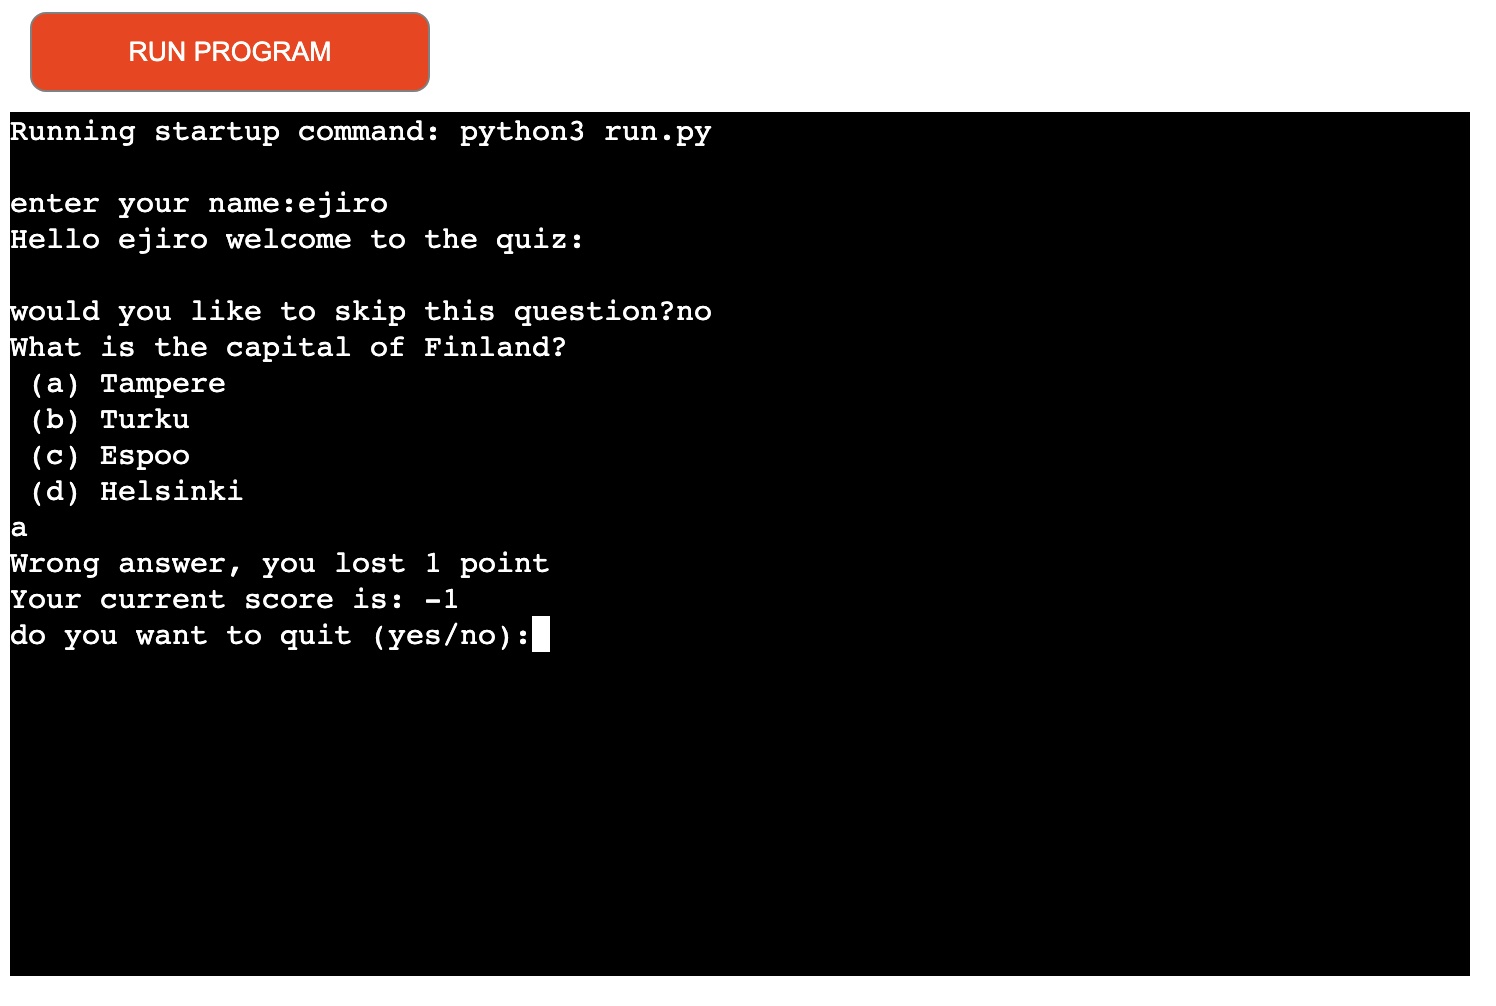 RUN PROGRAM
Running startup command: python3 run.py
enter your name:ejiro
Hello ejiro welcome to the quiz:
would you like to skip this question?no
What is the capital of Finland?
(a) Tampere
(b) Turku
(c) Espoo
(d) Helsinki
a
Wrong answer, you lost 1 point
Your current score is: -1
do you want to quit (yes/no):